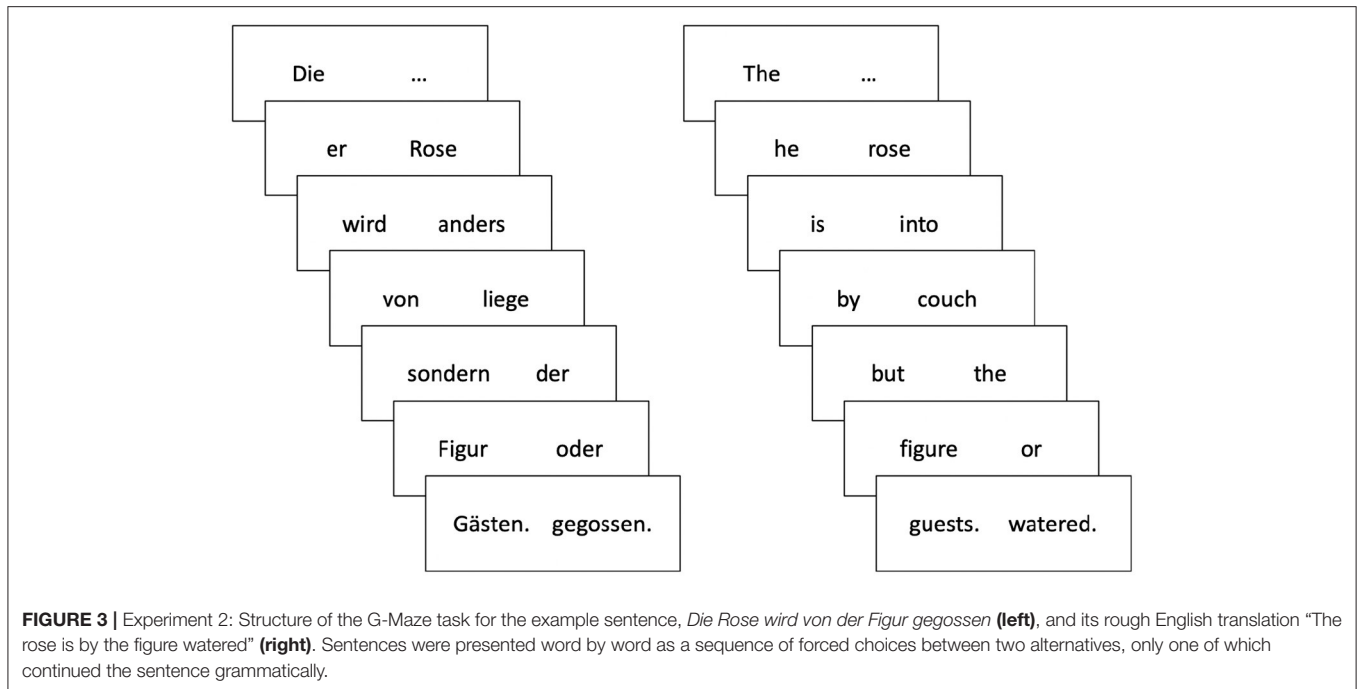 Die ...
er Rose
wird anders
von liege
sondern der
Figur oder
Gästen. gegossen.
The ...
he rose
is into
by couch
but the
figure or
guests. watered.
FIGURE 3 | Experiment 2: Structure of the G-Maze task for the example sentence, Die Rose wird von der Figur gegossen (left), and its rough English translation “The
rose is by the figure watered” (right). Sentences were presented word by word as a sequence of forced choices between two alternatives, only one of which
continued the sentence grammatically.